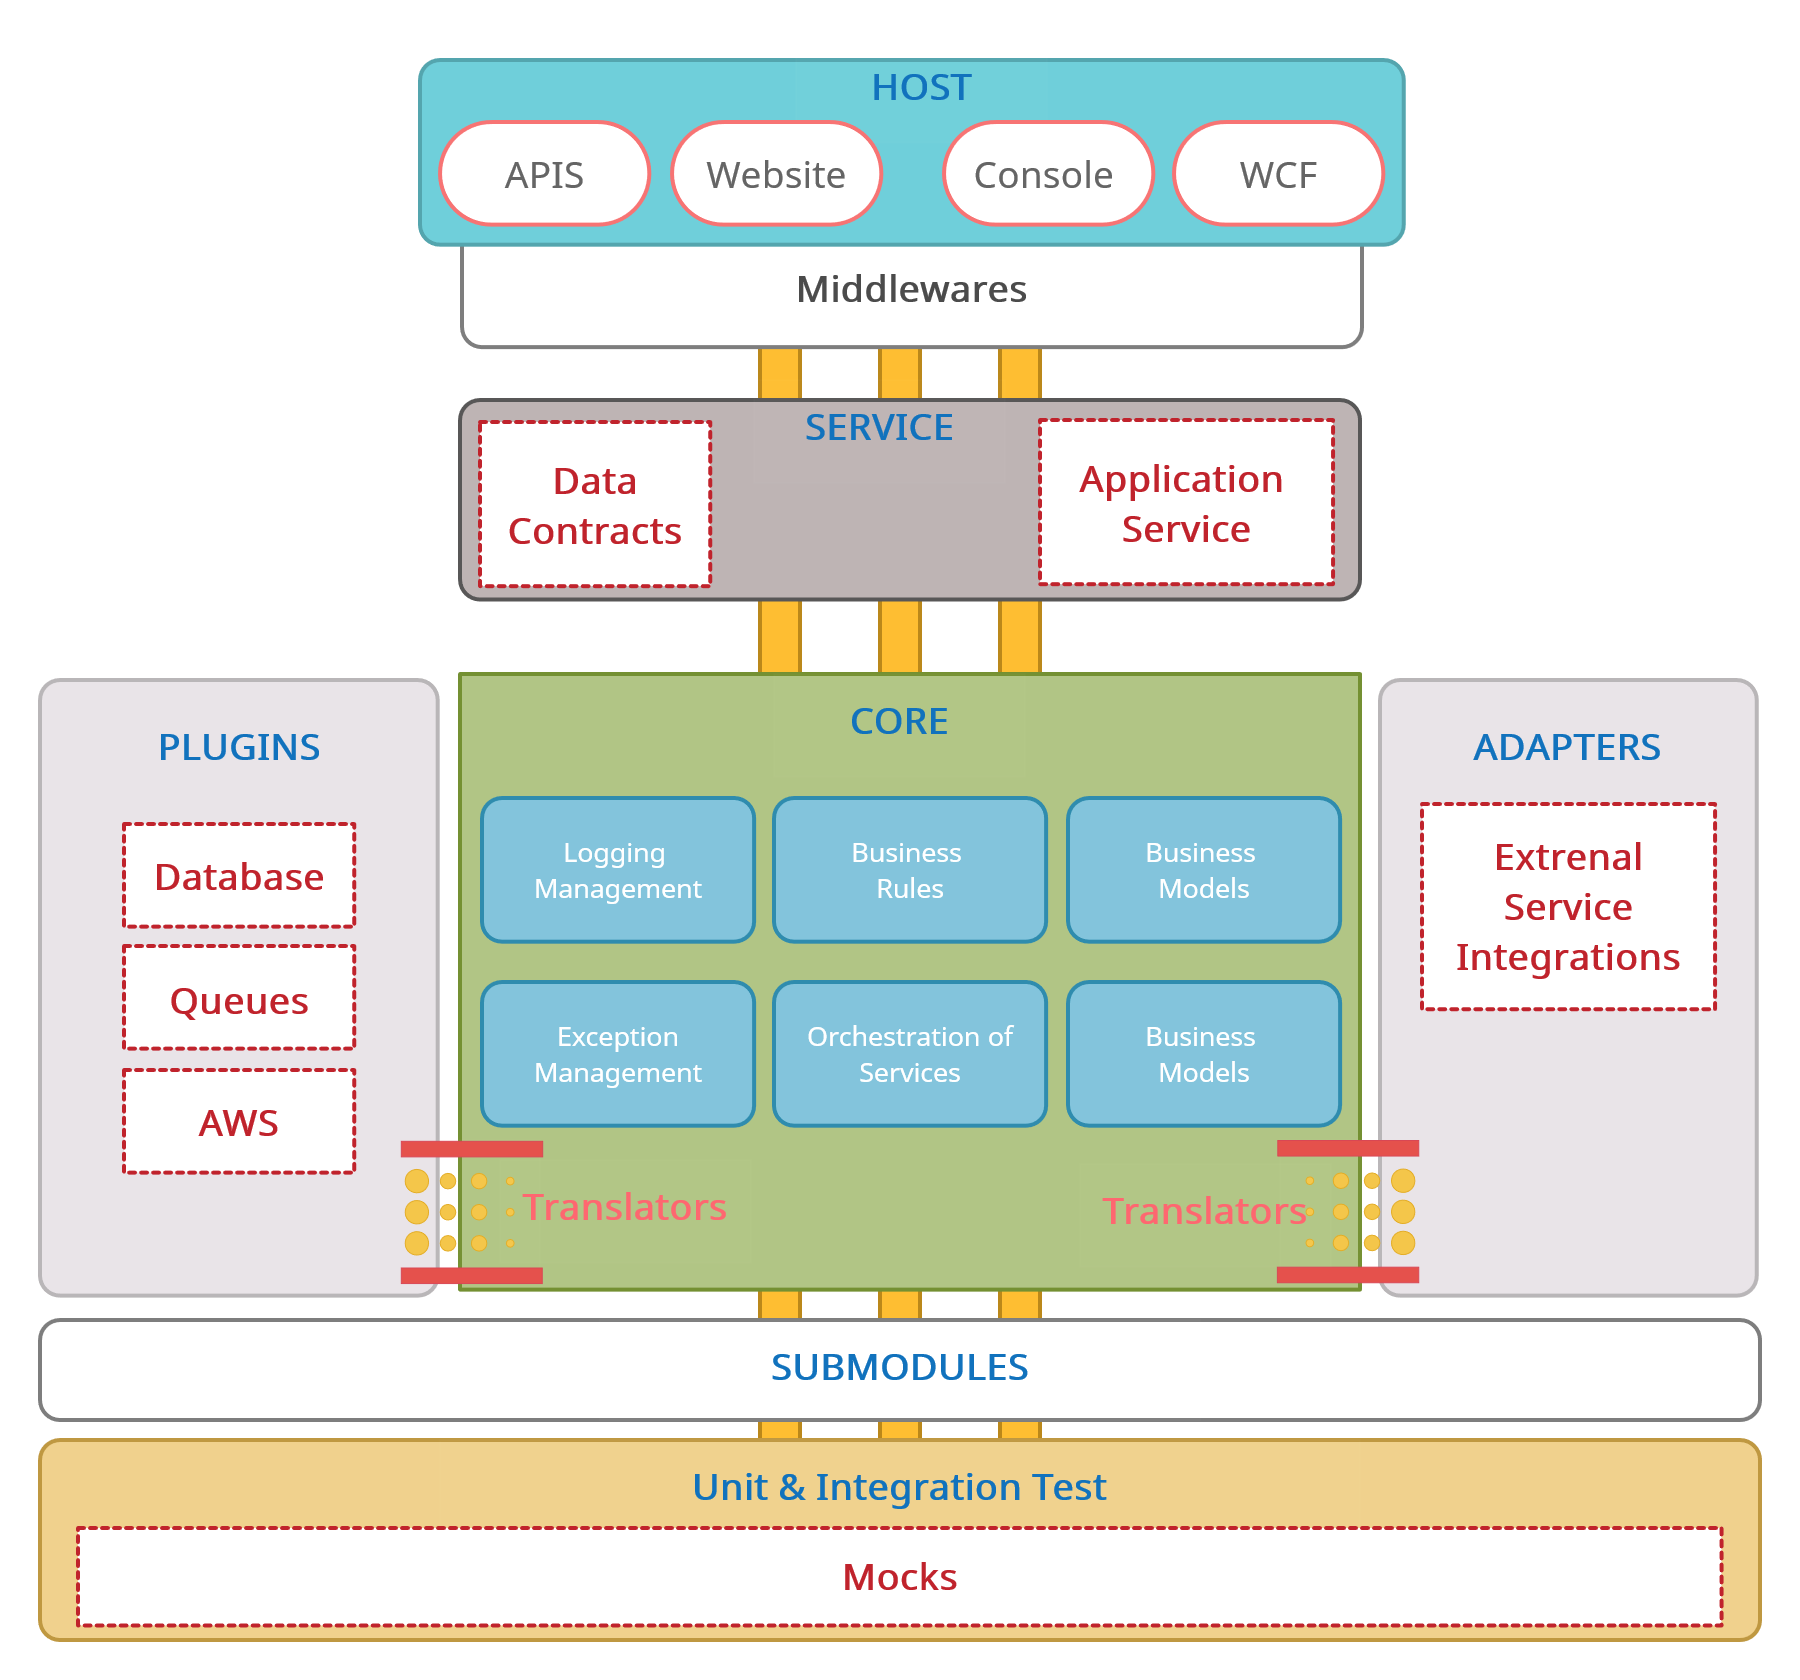 HOST
APIS
Website
Console
WCF
Middlewares
SERVICE
Data
Contracts
Application
Service
PLUGINS
Database
Queues
AWS
CORE
Logging
Management
Business
Rules
Business
Models
Exception
Management
Orchestration of
Services
Business
Models
Translators
Translators
ADAPTERS
Extrenal
Service
Integrations
SUBMODULES
Unit & Integration Test
Mocks